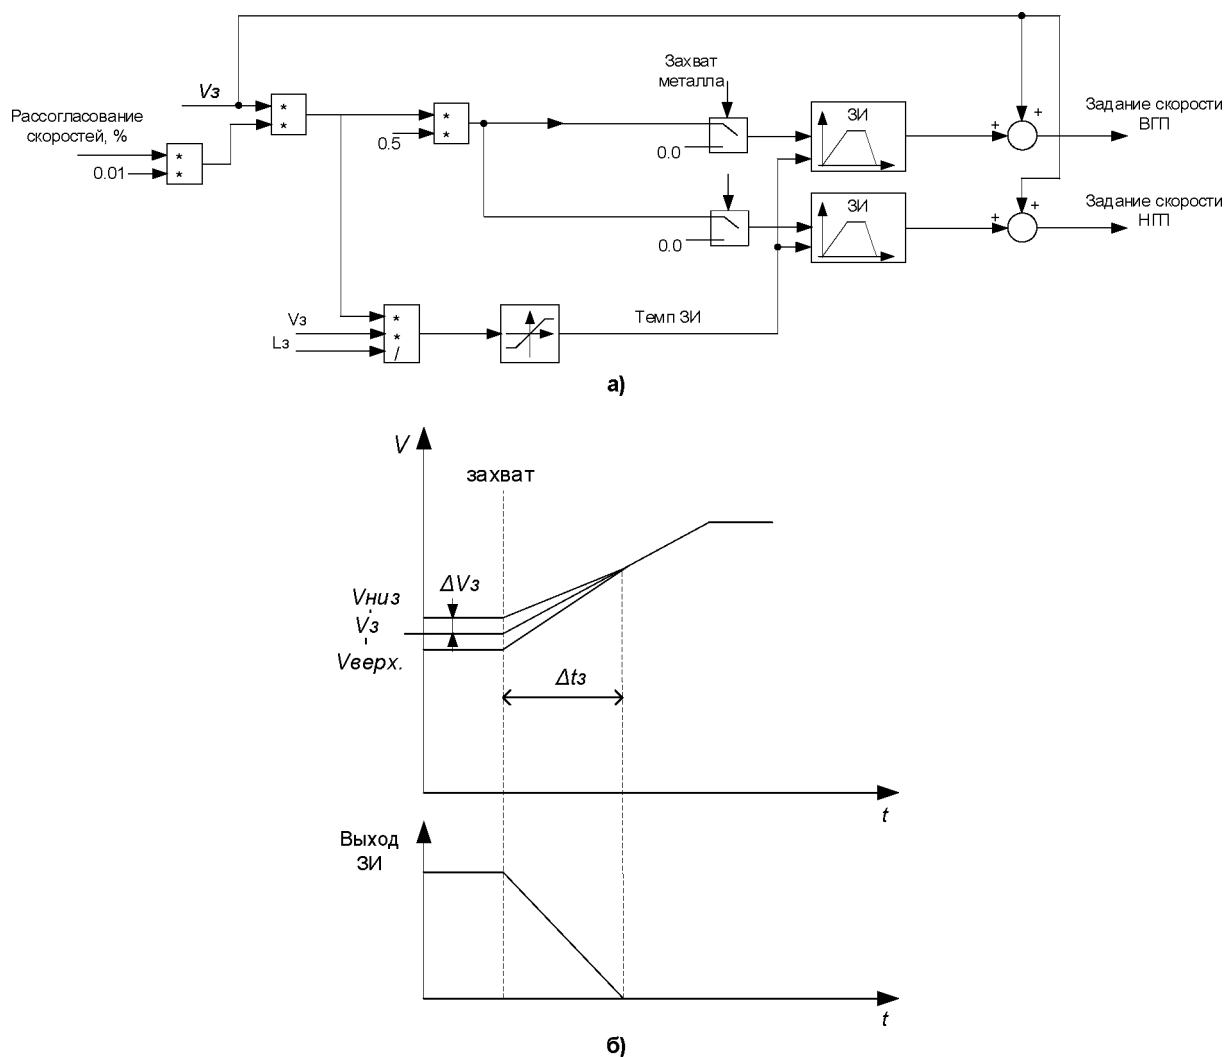 Vз
Рассогласование
скоростей, %
0.01
*
*
*
*
*
*
0.5
Захват
металла
0.0
ЗИ
+
+
Задание скорости
ВГП
0.0
ЗИ
+
+
Задание скорости
НГП
Vз
Lз
*
*
/
Темп ЗИ
а)
V
захват
ΔVз
Vниз
Vз
Vверх.
Δtз
t
Выход
ЗИ
t
б)